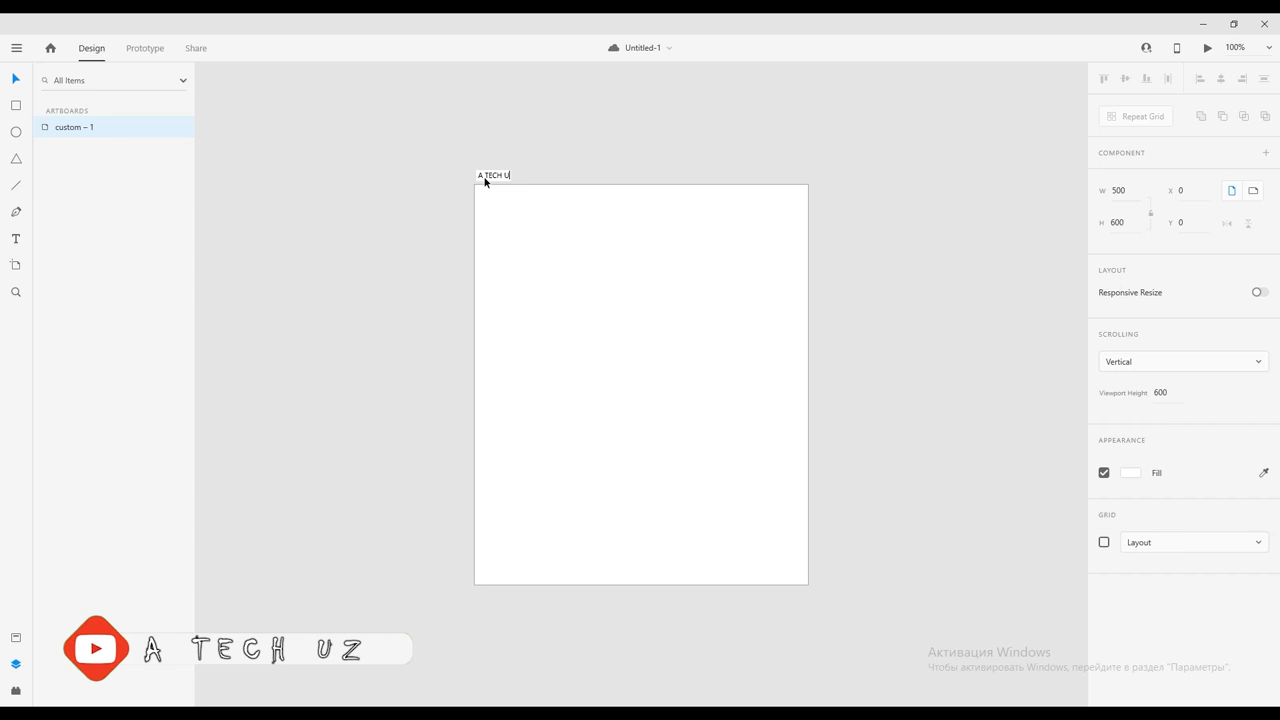 Design
Prototype
Share
Untitled-1
100%
All Items
ARTBOARDS
custom – 1
A TECH U
Repeat Grid
COMPONENT
W 500
X 0
H 600
Y 0
LAYOUT
Responsive Resize
SCROLLING
Vertical
Viewport Height 600
APPEARANCE
Fill
GRID
Layout
A TECH UZ
Активация Windows
Чтобы активировать Windows, перейдите в раздел "Параметры".